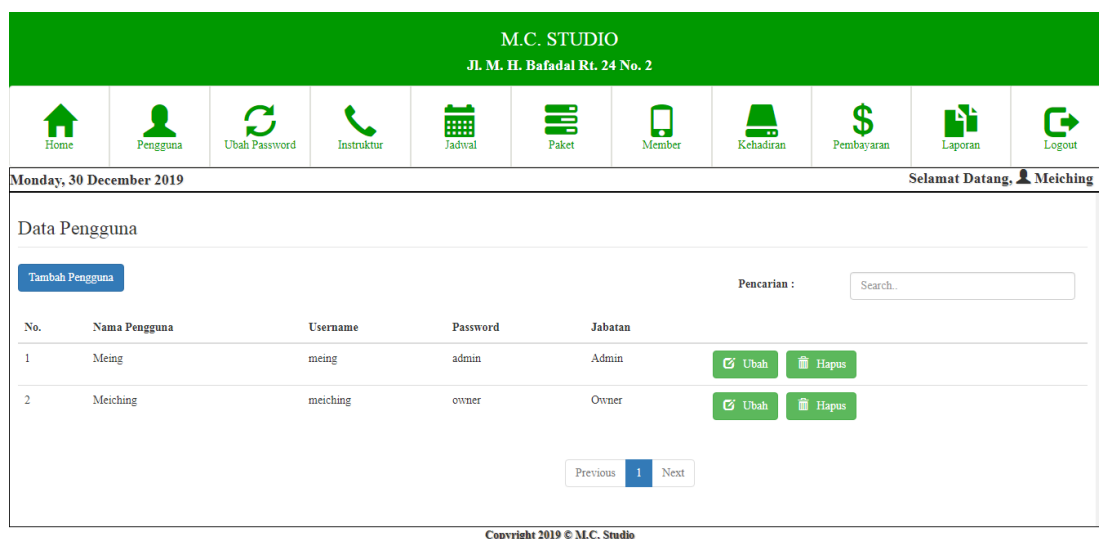 M.C. STUDIO
Jl. M. H. Bafadal Rt. 24 No. 2
Home Pengguna Ubah Password Instruktur Jadwal Paket Member Kehadiran Pembayaran Laporan Logout
Monday, 30 December 2019 Selamat Datang, Meiching
Data Pengguna
Tambah Pengguna Pencarian : Search..
No. Nama Pengguna Username Password Jabatan
1 Meing meing admin Admin Ubah Hapus
2 Meiching meiching owner Owner Ubah Hapus
Previous 1 Next
Copyright 2019 © M.C. Studio